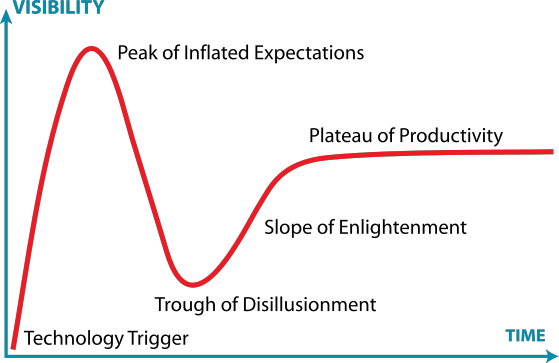 VISIBILITY
Peak of Inflated Expectations
Plateau of Productivity
Slope of Enlightenment
Trough of Disillusionment
Technology Trigger
TIME